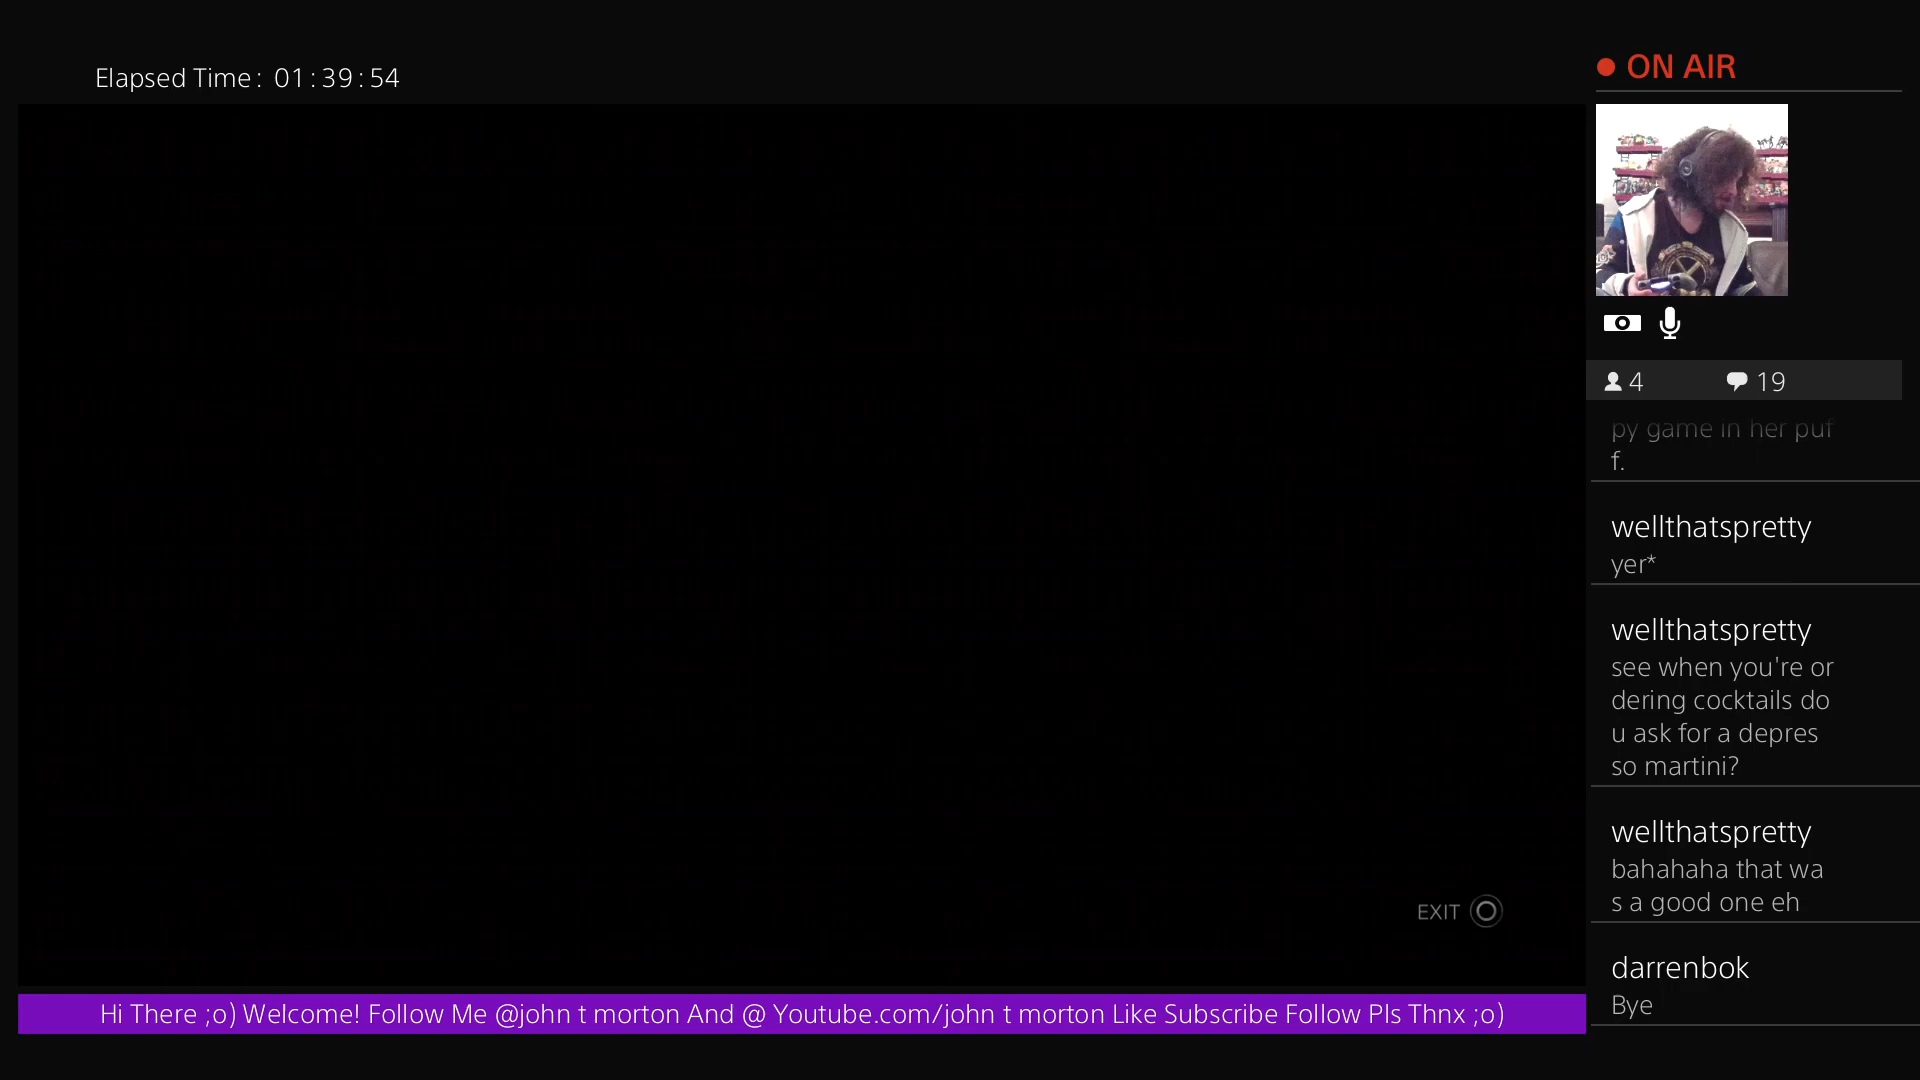 Elapsed Time: 01:39:54
ON AIR
4
19
py game in her puf
f.
wellthatspretty
yer*
wellthatspretty
see when you're or
dering cocktails do
u ask for a depres
so martini?
wellthatspretty
bahahaha that wa
s a good one eh
darrenbok
Bye
EXIT
Hi There ;o) Welcome! Follow Me @john t morton And @ Youtube.com/john t morton Like Subscribe Follow Pls Thnx ;o)